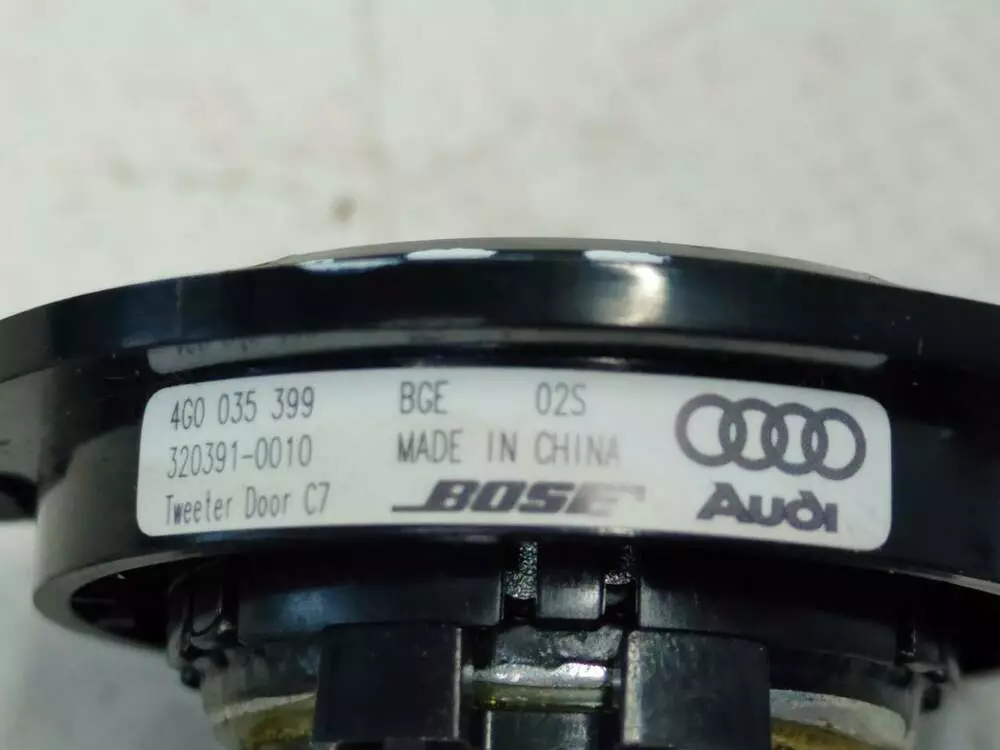 4G0 035 399 BGE 02S
320391-0010 MADE IN CHINA
Tweeter Door C7 BOSE Audi